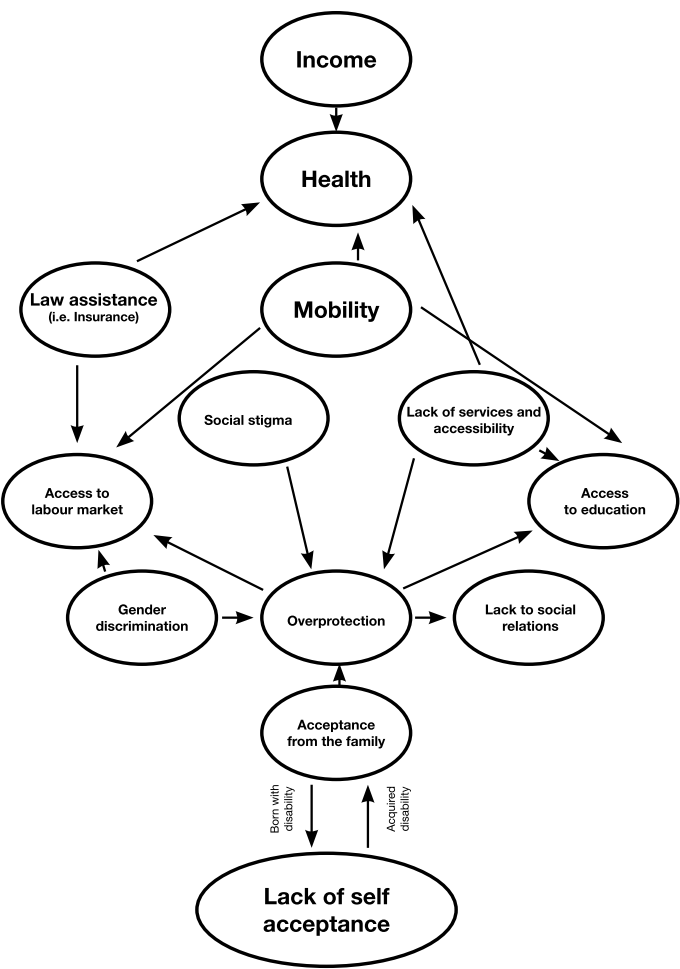 Income
Health
Law assistance
(i.e. Insurance)
Mobility
Social stigma
Lack of services and
accessibility
Access to
labour market
Access
to education
Gender
discrimination
Overprotection
Lack to social
relations
Acceptance
from the family
Born with
disability
Acquired
disability
Lack of self
acceptance